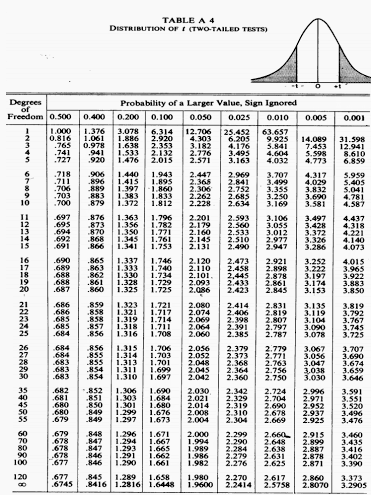 TABLE A 4
DISTRIBUTION OF t (TWO-TAILED TESTS)
-t 0 +t
Degrees of Freedom Probability of a Larger Value, Sign Ignored
0.500 0.400 0.200 0.100 0.050 0.025 0.010 0.005 0.001
1 1.000 1.376 3.078 6.314 12.706 25.452 63.657
2 .816 1.061 1.886 2.920 4.303 6.205 9.925 14.089 31.598
3 .765 .978 1.638 2.353 3.182 4.176 5.841 7.453 12.941
4 .741 .941 1.533 2.132 2.776 3.495 4.604 5.598 8.610
5 .727 .920 1.476 2.015 2.571 3.163 4.032 4.773 6.859
6 .718 .906 1.440 1.943 2.447 2.969 3.707 4.317 5.959
7 .711 .896 1.415 1.895 2.368 2.841 3.499 4.029 5.405
8 .706 .889 1.397 1.860 2.306 2.752 3.355 3.832 5.041
9 .703 .883 1.383 1.833 2.262 2.685 3.250 3.690 4.781
10 .700 .879 1.372 1.812 2.228 2.634 3.169 3.581 4.587
11 .697 .876 1.363 1.796 2.201 2.593 3.106 3.497 4.437
12 .695 .873 1.356 1.782 2.179 2.560 3.055 3.428 4.318
13 .694 .870 1.350 1.771 2.160 2.533 3.012 3.372 4.221
14 .692 .868 1.345 1.761 2.145 2.510 2.977 3.326 4.140
15 .691 .866 1.341 1.753 2.131 2.490 2.947 3.286 4.073
16 .690 .865 1.337 1.746 2.120 2.473 2.921 3.252 4.015
17 .689 .863 1.333 1.740 2.110 2.458 2.898 3.222 3.965
18 .688 .862 1.330 1.734 2.101 2.445 2.878 3.197 3.922
19 .688 .861 1.328 1.729 2.093 2.433 2.861 3.174 3.883
20 .687 .860 1.325 1.725 2.086 2.423 2.845 3.153 3.850
21 .686 .859 1.323 1.721 2.080 2.414 2.831 3.135 3.819
22 .686 .858 1.321 1.717 2.074 2.406 2.819 3.119 3.792
23 .685 .858 1.319 1.714 2.069 2.398 2.807 3.104 3.767
24 .685 .857 1.318 1.711 2.064 2.391 2.797 3.090 3.745
25 .684 .856 1.316 1.708 2.060 2.385 2.787 3.078 3.725
26 .684 .856 1.315 1.706 2.056 2.379 2.779 3.067 3.707
27 .684 .855 1.314 1.703 2.052 2.373 2.771 3.056 3.690
28 .683 .855 1.313 1.701 2.048 2.368 2.763 3.047 3.674
29 .683 .854 1.311 1.699 2.045 2.364 2.756 3.038 3.659
30 .683 .854 1.310 1.697 2.042 2.360 2.750 3.030 3.646
35 .682 .852 1.306 1.690 2.030 2.342 2.724 2.996 3.591
40 .681 .851 1.303 1.684 2.021 2.329 2.704 2.971 3.551
45 .680 .850 1.301 1.680 2.014 2.319 2.690 2.952 3.520
50 .680 .849 1.299 1.676 2.008 2.310 2.678 2.937 3.496
55 .679 .849 1.297 1.673 2.004 2.304 2.669 2.925 3.476
60 .679 .848 1.296 1.671 2.000 2.299 2.660 2.915 3.460
70 .678 .847 1.294 1.667 1.994 2.290 2.648 2.899 3.435
80 .678 .847 1.293 1.665 1.989 2.284 2.638 2.887 3.416
90 .678 .846 1.291 1.662 1.986 2.279 2.631 2.878 3.402
100 .677 .846 1.290 1.661 1.982 2.276 2.625 2.871 3.390
120 .677 .845 1.289 1.658 1.980 2.270 2.617 2.860 3.373
∞ .6745 .8416 1.2816 1.6448 1.9600 2.2414 2.5758 2.8070 3.2905